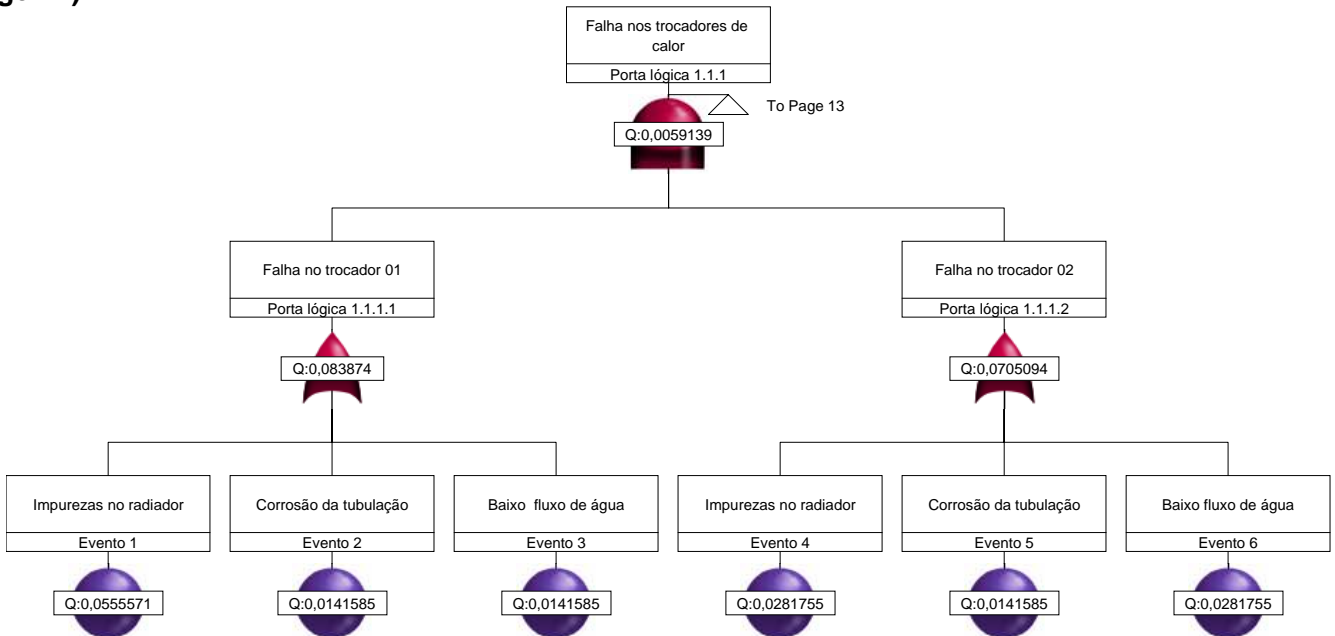 Falha nos trocadores de
calor
Porta lógica 1.1.1
To Page 13
Q:0,0059139
Falha no trocador 01
Porta lógica 1.1.1.1
Q:0,083874
Falha no trocador 02
Porta lógica 1.1.1.2
Q:0,0705094
Impurezas no radiador
Evento 1
Q:0,0555571
Corrosão da tubulação
Evento 2
Q:0,0141585
Baixo fluxo de água
Evento 3
Q:0,0141585
Impurezas no radiador
Evento 4
Q:0,0281755
Corrosão da tubulação
Evento 5
Q:0,0141585
Baixo fluxo de água
Evento 6
Q:0,0281755